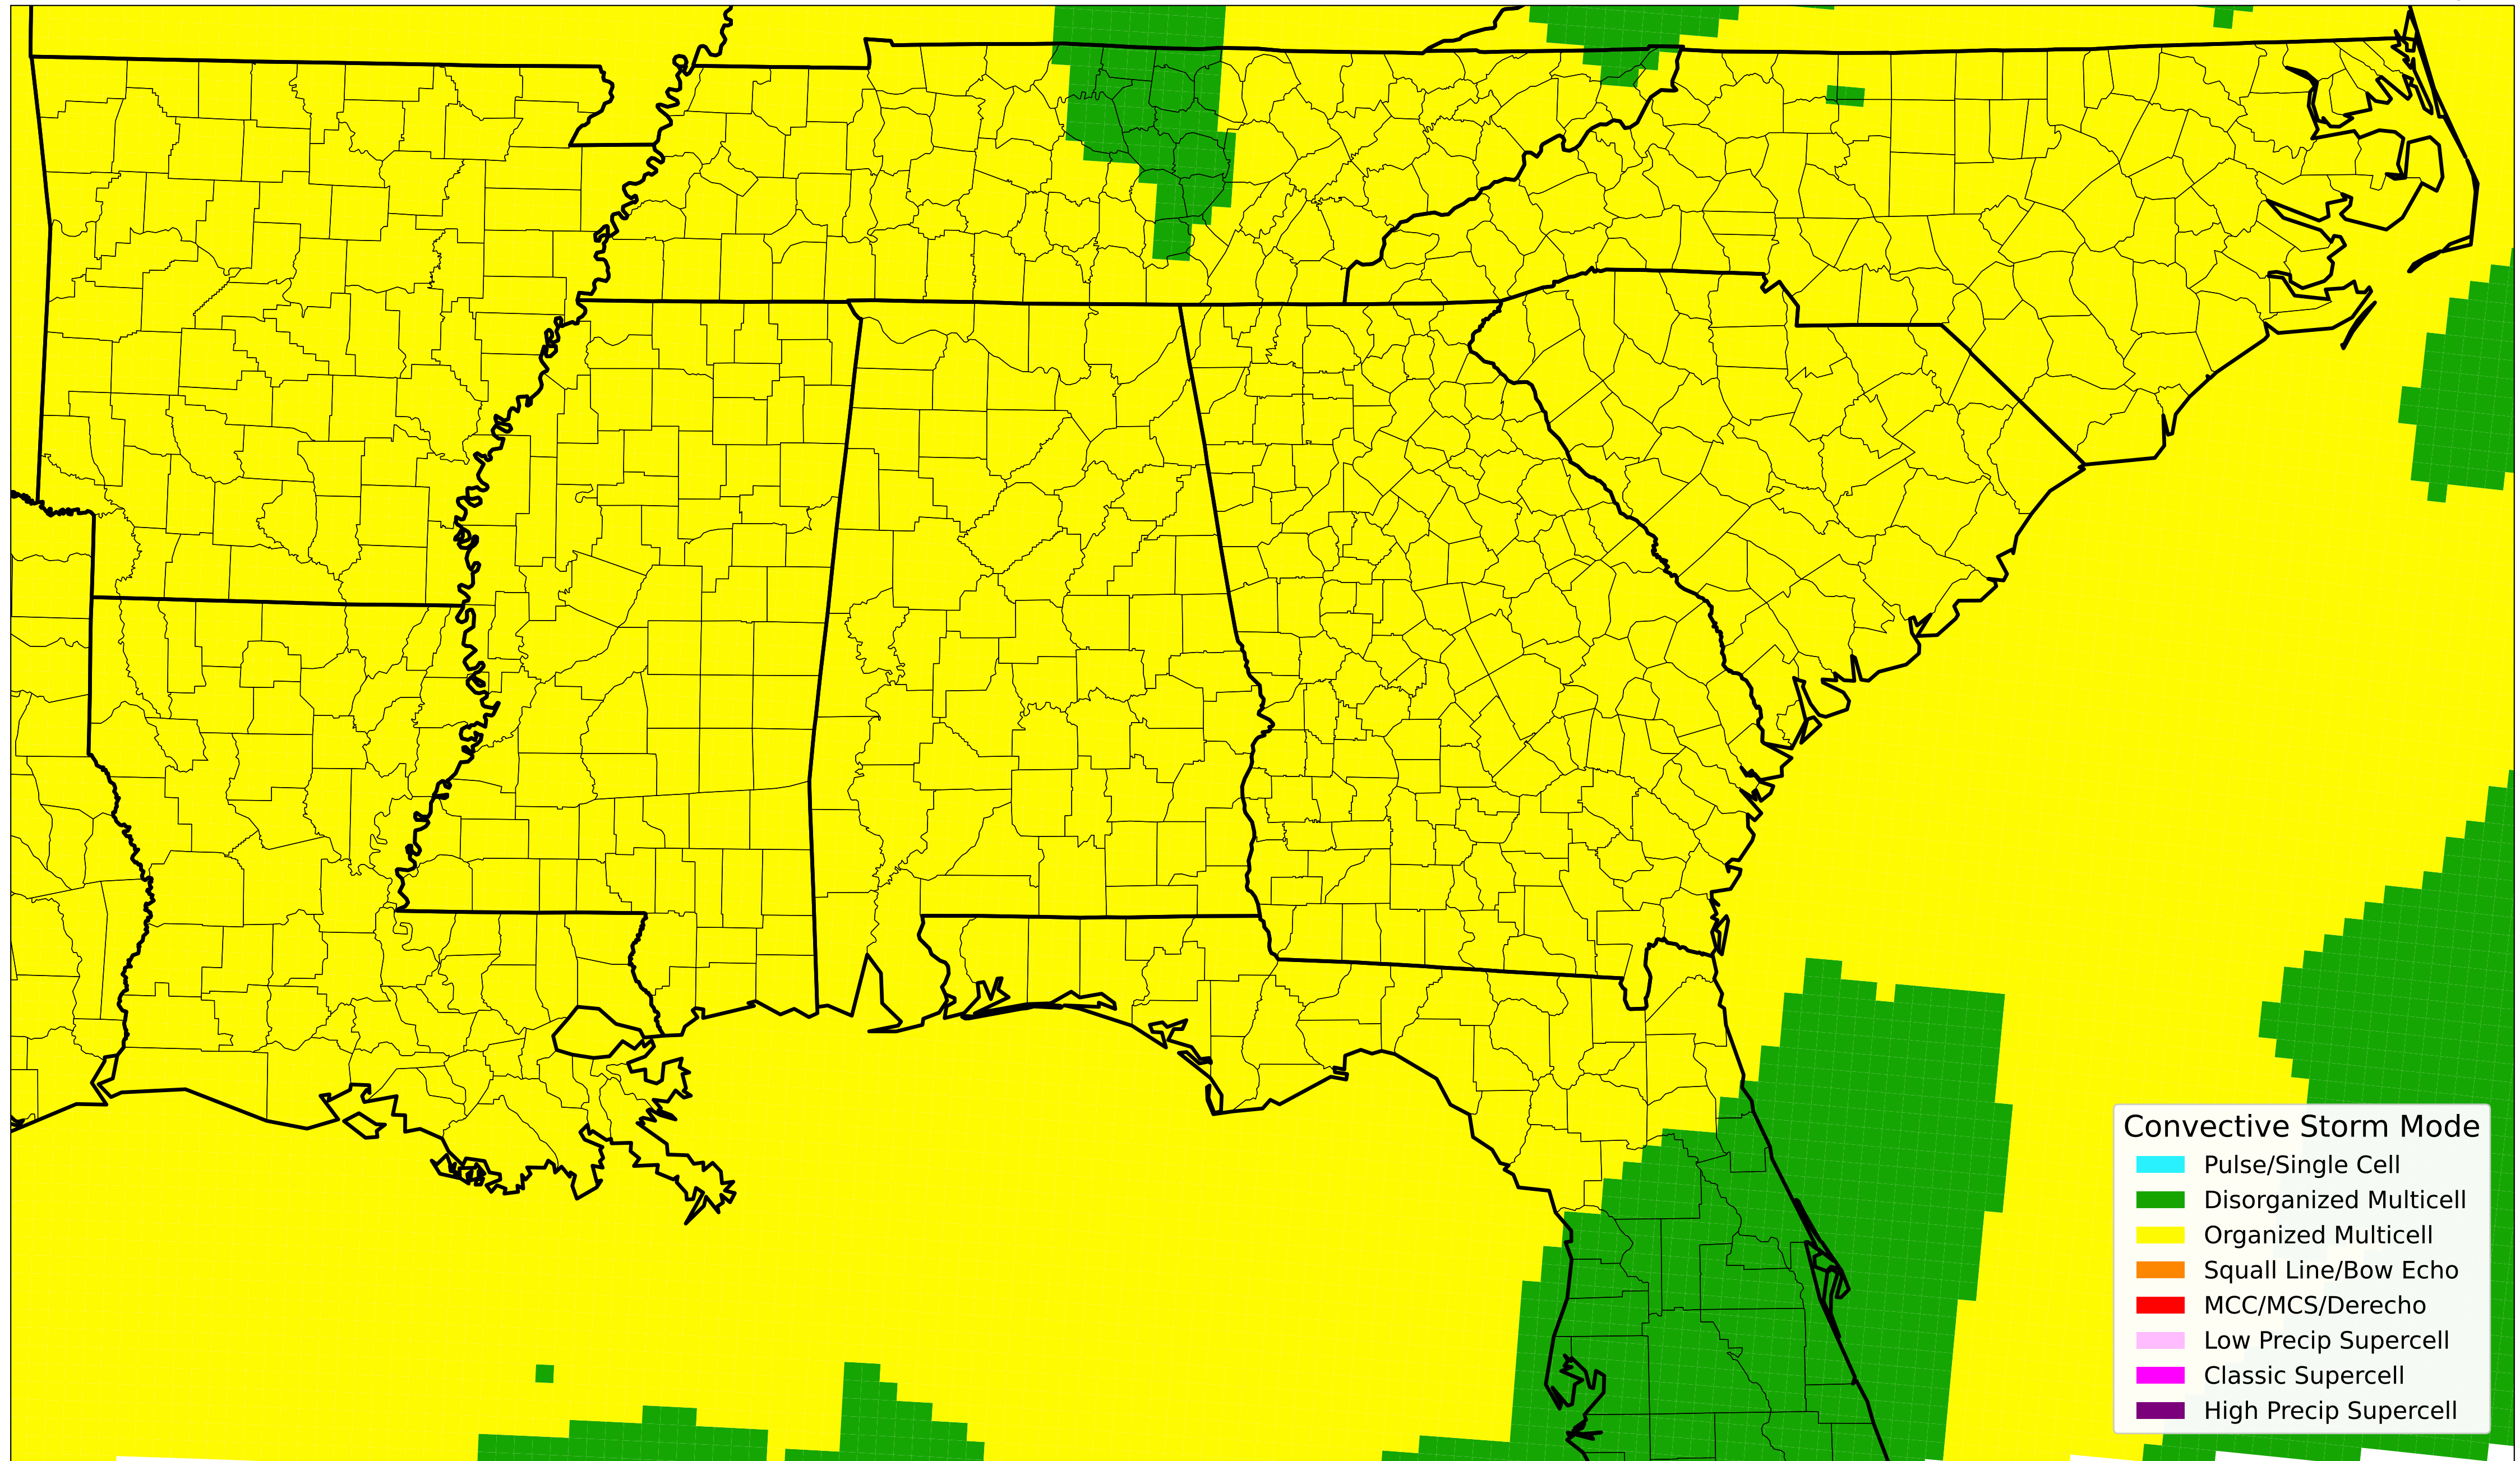 Convective Storm Mode
Pulse/Single Cell
Disorganized Multicell
Organized Multicell
Squall Line/Bow Echo
MCC/MCS/Derecho
Low Precip Supercell
Classic Supercell
High Precip Supercell